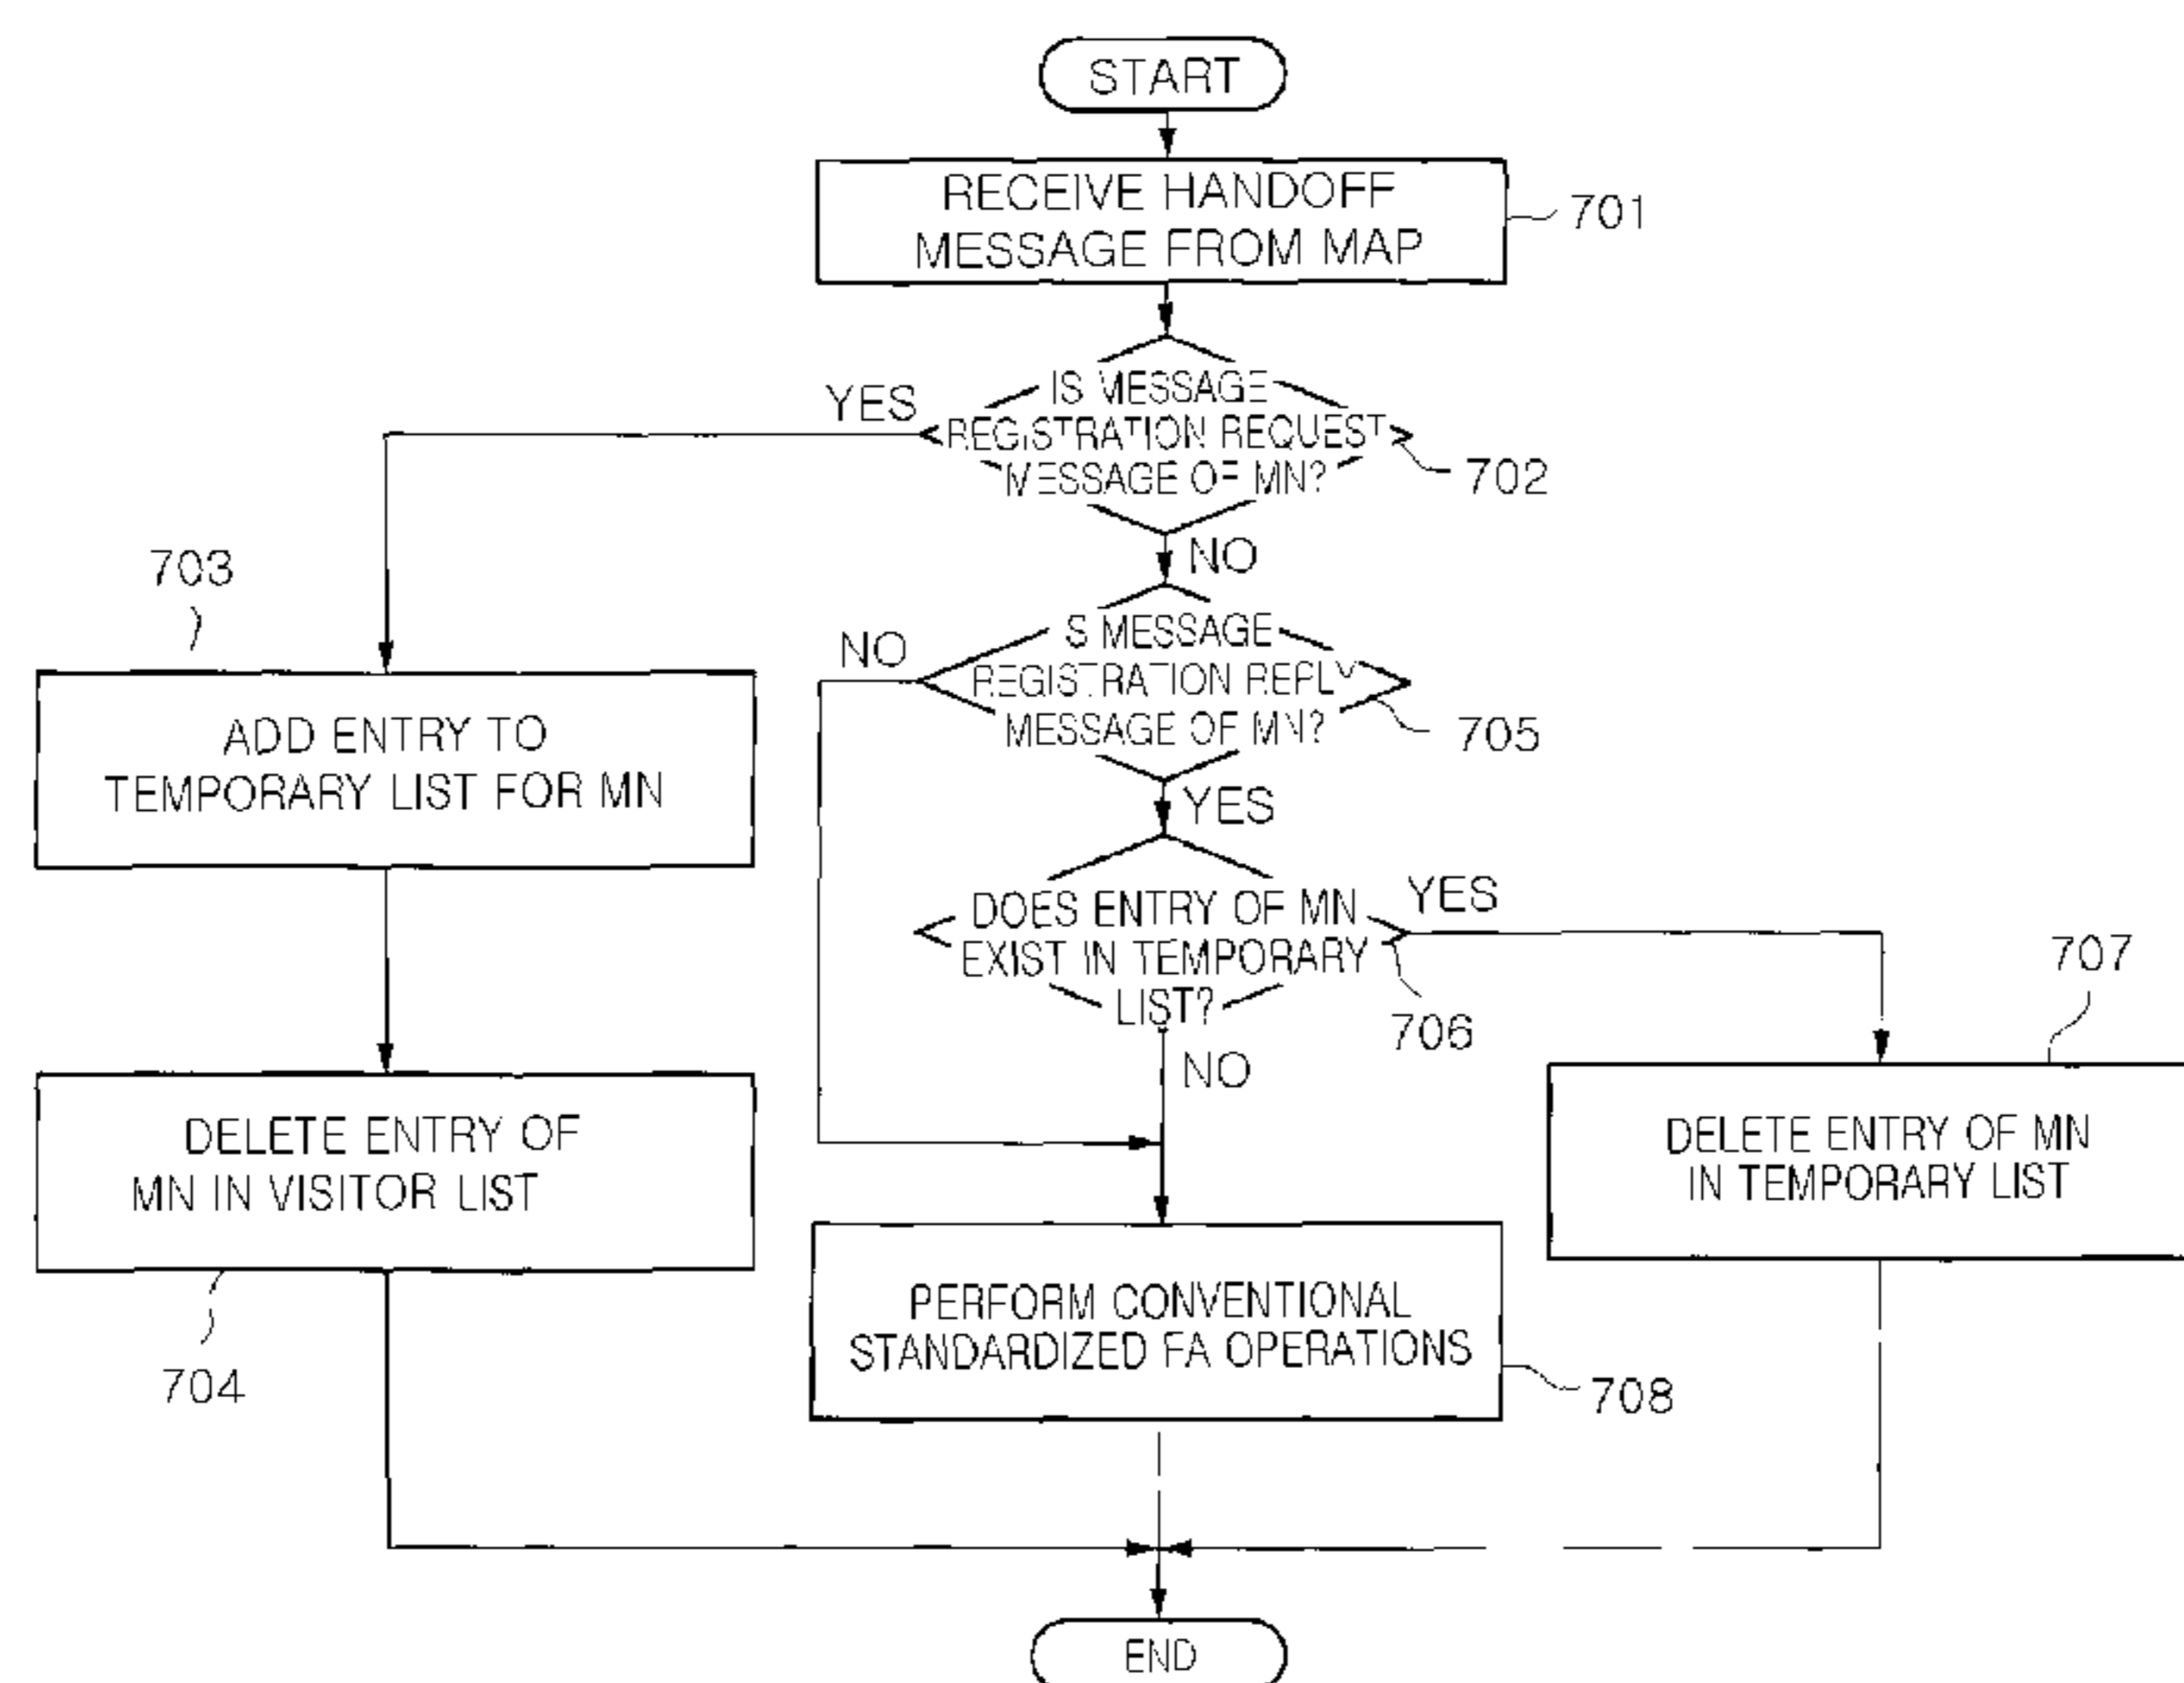 START
RECEIVE HANDOFF
MESSAGE FROM MAP
701
IS MESSAGE
REGISTRATION REQUEST
MESSAGE OF MN?
702
YES
NO
703
ADD ENTRY TO
TEMPORARY LIST FOR MN
S MESSAGE
REGISTRATION REPLY
MESSAGE OF MN?
705
NO
YES
DOES ENTRY OF MN
EXIST IN TEMPORARY
LIST?
706
YES
NO
707
DELETE ENTRY OF
MN IN VISITOR LIST
704
DELETE ENTRY OF MN
IN TEMPORARY LIST
PERFORM CONVENTIONAL
STANDARDIZED FA OPERATIONS
708
END